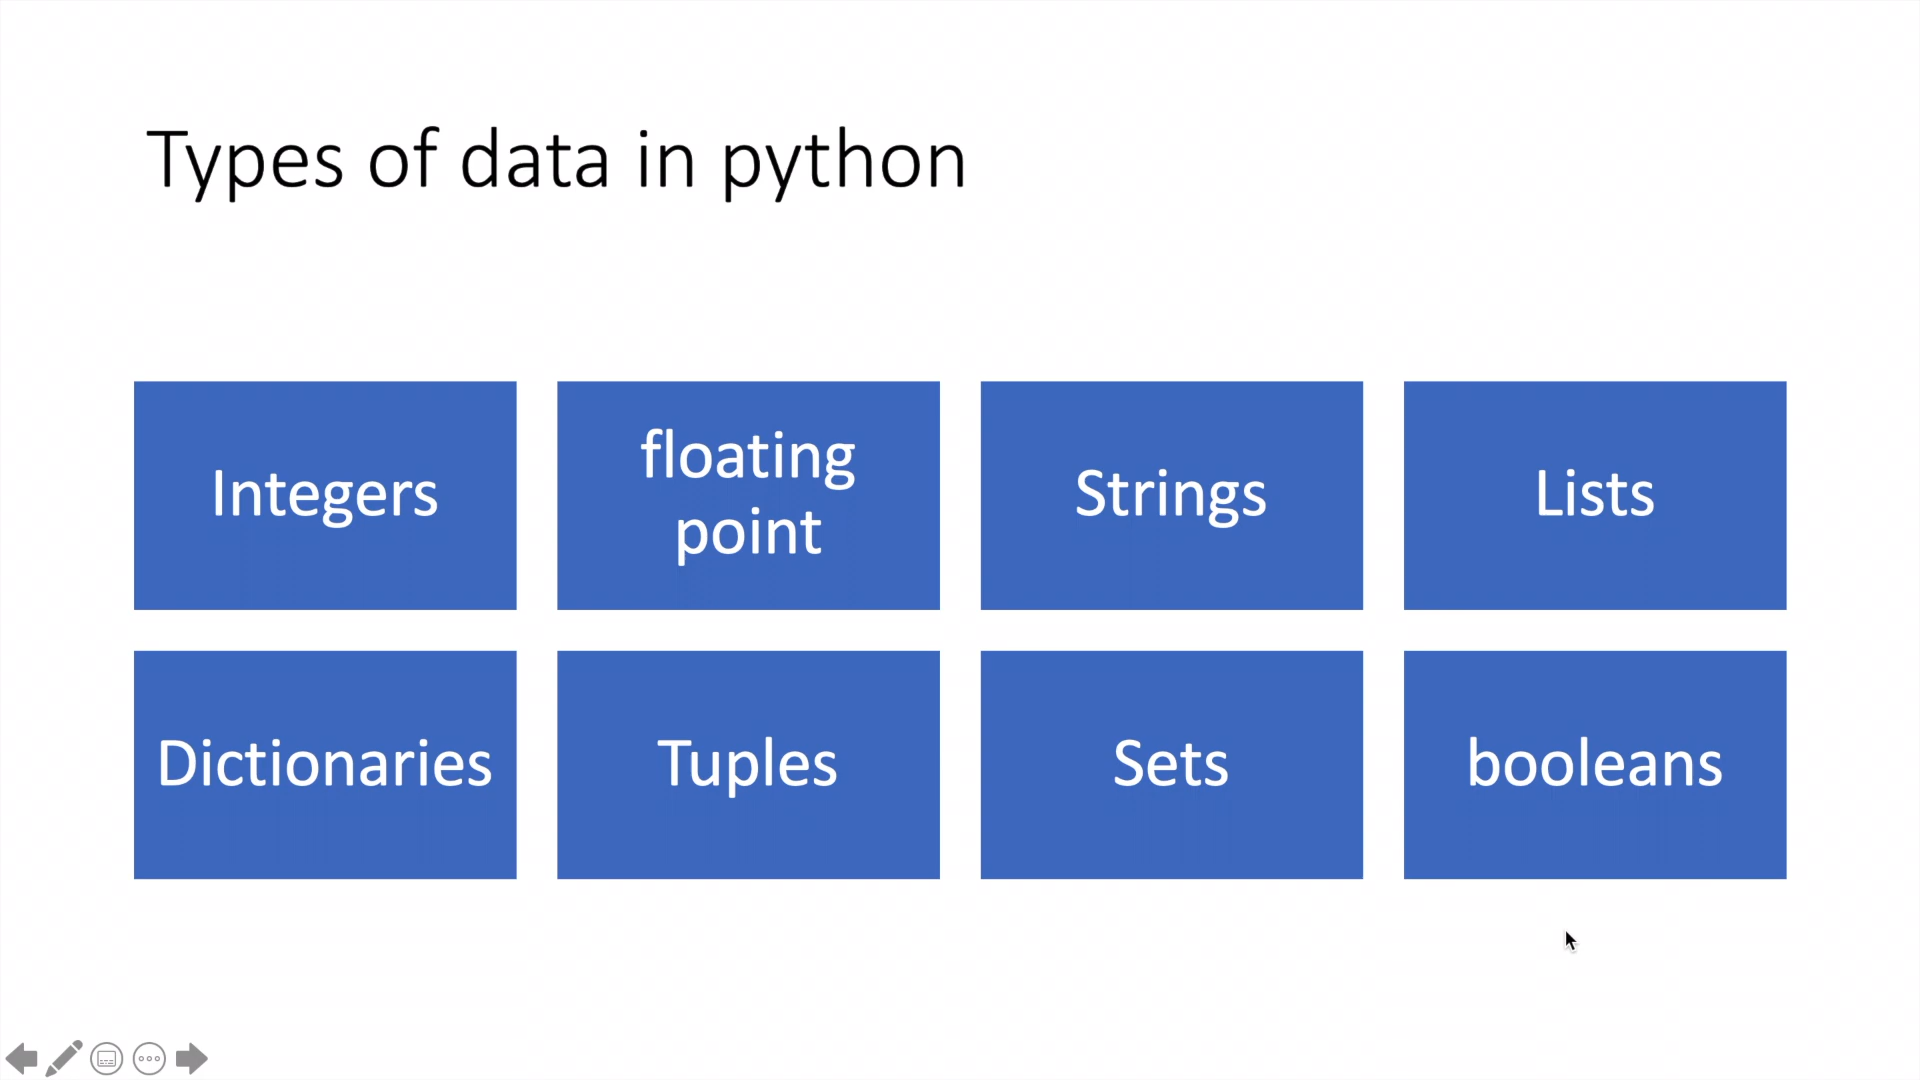 Types of data in python
Integers
floating
point
Strings
Lists
Dictionaries
Tuples
Sets
booleans